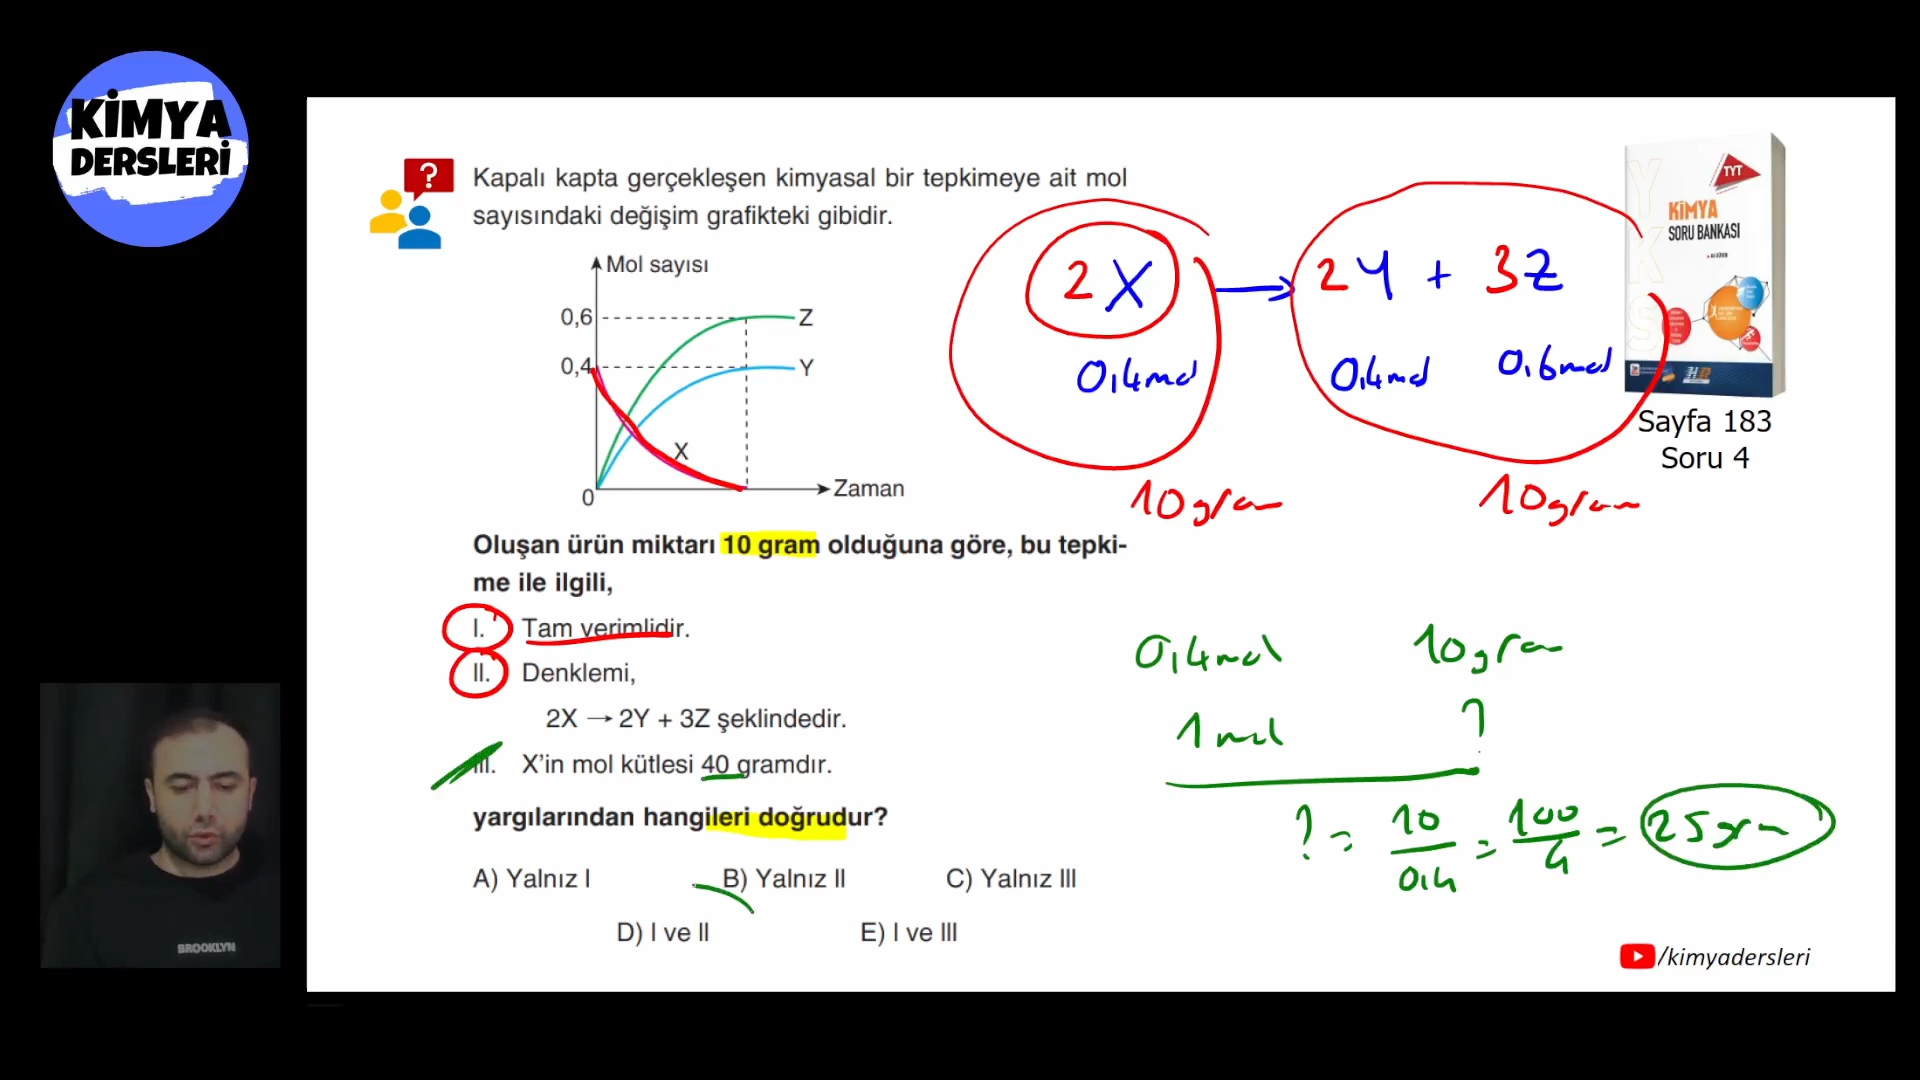 KİMYA
DERSLERİ
?
Kapalı kapta gerçekleşen kimyasal bir tepkimeye ait mol
sayısındaki değişim grafikteki gibidir.
Mol sayısı
0,6
Z
0,4
Y
X
0
Zaman
2X → 2Y + 3Z
0,4mol 0,4mol 0,6mol
10gram 10gram
YKS
TYT
KİMYA
SORU BANKASI
Sayfa 183
Soru 4
Oluşan ürün miktarı 10 gram olduğuna göre, bu tepki-
me ile ilgili,
I. Tam verimlidir.
II. Denklemi,
2X → 2Y + 3Z şeklindedir.
III. X'in mol kütlesi 40 gramdır.
yargılarından hangileri doğrudur?
A) Yalnız I B) Yalnız II C) Yalnız III
D) I ve II E) I ve III
0,4mol 10gram
1 mol ?
? = 10/0,4 = 100/4 = 25gram
BROOKLYN
/kimyadersleri